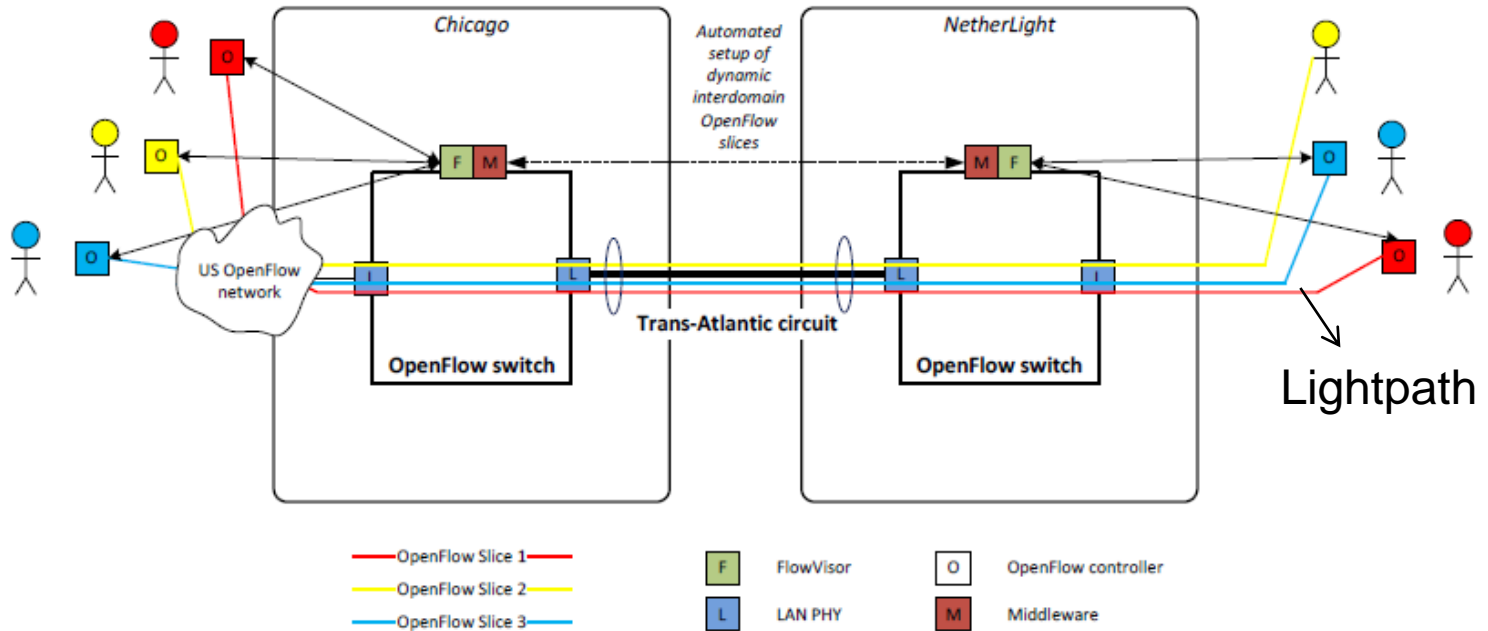 Chicago
NetherLight
Automated
setup of
dynamic
interdomain
OpenFlow
slices
O
O
O
F M
M F
O
O
US OpenFlow
network
I
L
L
I
Trans-Atlantic circuit
OpenFlow switch
OpenFlow switch
Lightpath
OpenFlow Slice 1
OpenFlow Slice 2
OpenFlow Slice 3
F FlowVisor
L LAN PHY
O OpenFlow controller
M Middleware